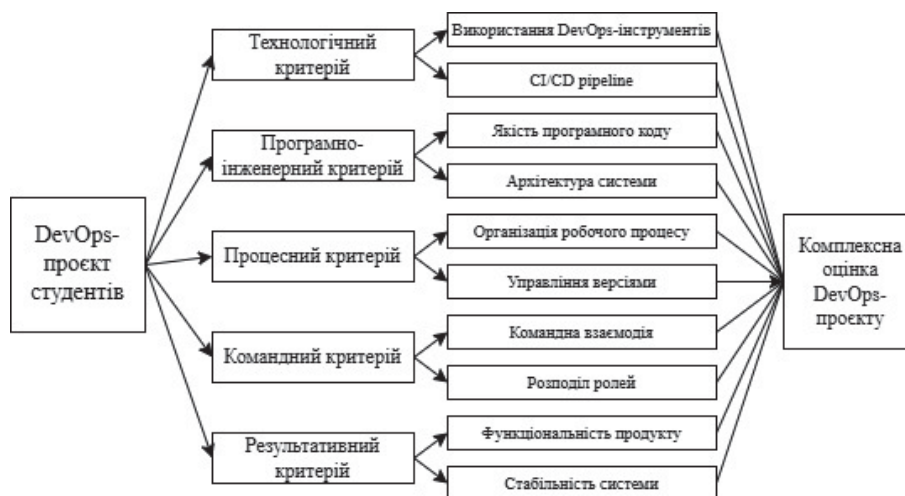 DevOps-
проєкт
студентів
Технологічний
критерій
Програмно-
інженерний критерій
Процесний критерій
Командний критерій
Результативний
критерій
Використання DevOps-інструментів
CI/CD pipeline
Якість програмного коду
Архітектура системи
Організація робочого процесу
Управління версіями
Командна взаємодія
Розподіл ролей
Функціональність продукту
Стабільність системи
Комплексна
оцінка
DevOps-
проєкту